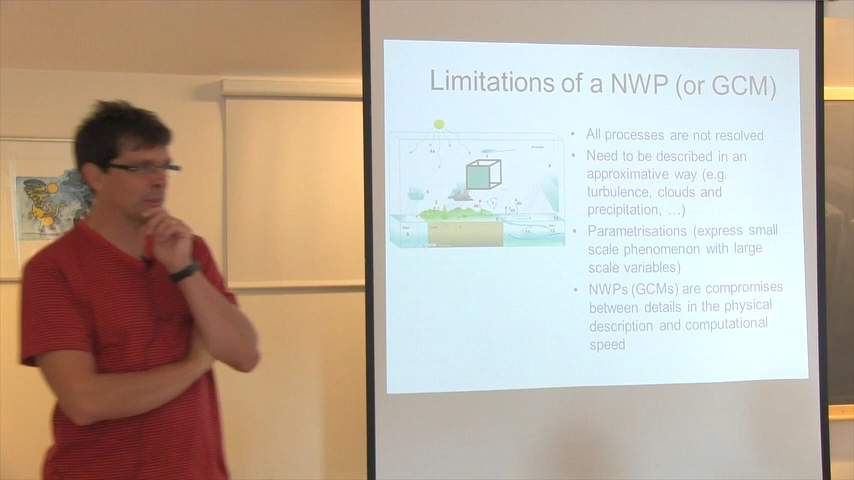 Limitations of a NWP (or GCM)
• All processes are not resolved
• Need to be described in an
approximative way (e.g.
turbulence, clouds and
precipitation, …)
• Parametrisations (express small
scale phenomenon with large
scale variables)
• NWPs (GCMs) are compromises
between details in the physical
description and computational
speed